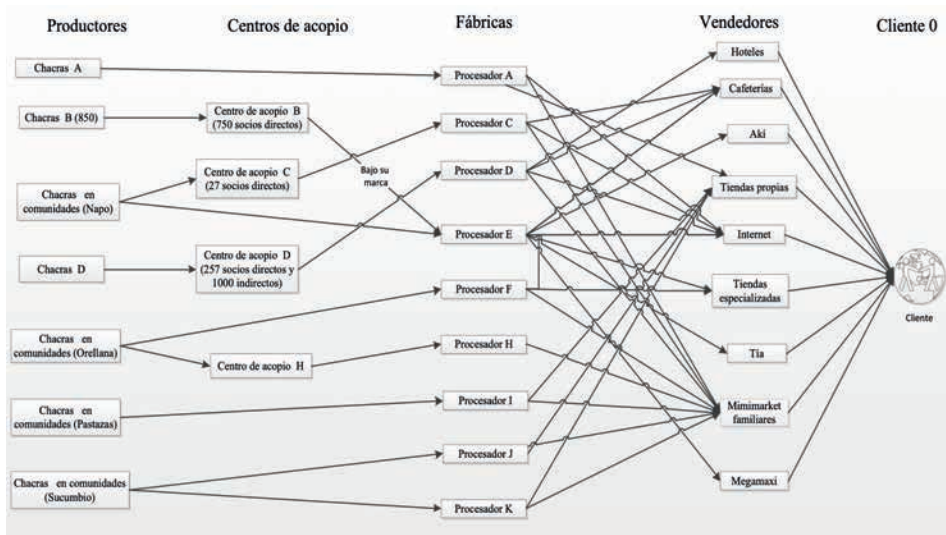 Productores
Centros de acopio
Fábricas
Vendedores
Cliente 0
Chacras A
Chacras B (850)
Chacras en
comunidades (Napo)
Chacras D
Chacras en
comunidades (Orellana)
Chacras en
comunidades (Pastazas)
Chacras en comunidades
(Sucumbio)
Centro de acopio B
(750 socios directos)
Centro de acopio C
(27 socios directos)
Centro de acopio D
(257 socios directos y
1000 indirectos)
Centro de acopio H
Bajo su
marca
Procesador A
Procesador C
Procesador D
Procesador E
Procesador F
Procesador H
Procesador I
Procesador J
Procesador K
Hoteles
Cafeterías
Akí
Tiendas propias
Internet
Tiendas
especializadas
Tía
Mimimarket
familiares
Megamaxi
Cliente